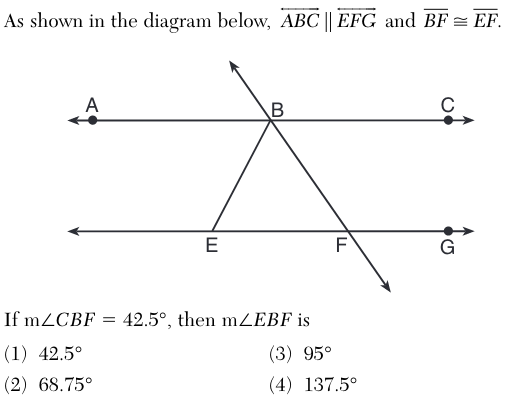 As shown in the diagram below, ABC || EFG and BF ≅ EF.
A
B
C
E
F
G
If m∠CBF = 42.5°, then m∠EBF is
(1) 42.5°
(3) 95°
(2) 68.75°
(4) 137.5°